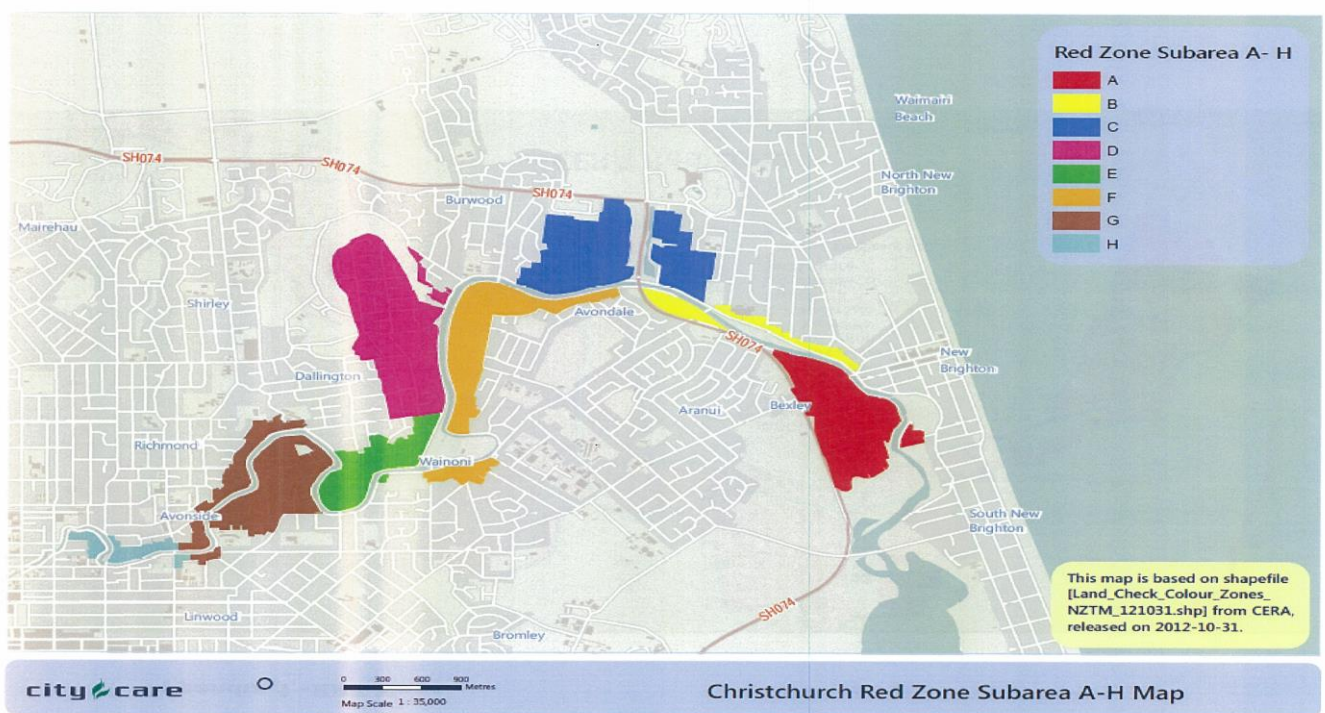 Red Zone Subarea A- H
A
B
C
D
E
F
G
H
Waimairi
Beach
SH074
SH074
SH074
North New
Brighton
Burwood
Mairehau
Shirley
Avondale
SH074
New
Brighton
Dallington
Aranui
Bexley
Richmond
Wainoni
Avonside
South New
Brighton
Linwood
Bromley
SH074
This map is based on shapefile
[Land_Check_Colour_Zones_
NZTM_121031.shp] from CERA,
released on 2012-10-31.
city care
0 300 600 900
Metres
Map Scale 1 : 35,000
Christchurch Red Zone Subarea A-H Map